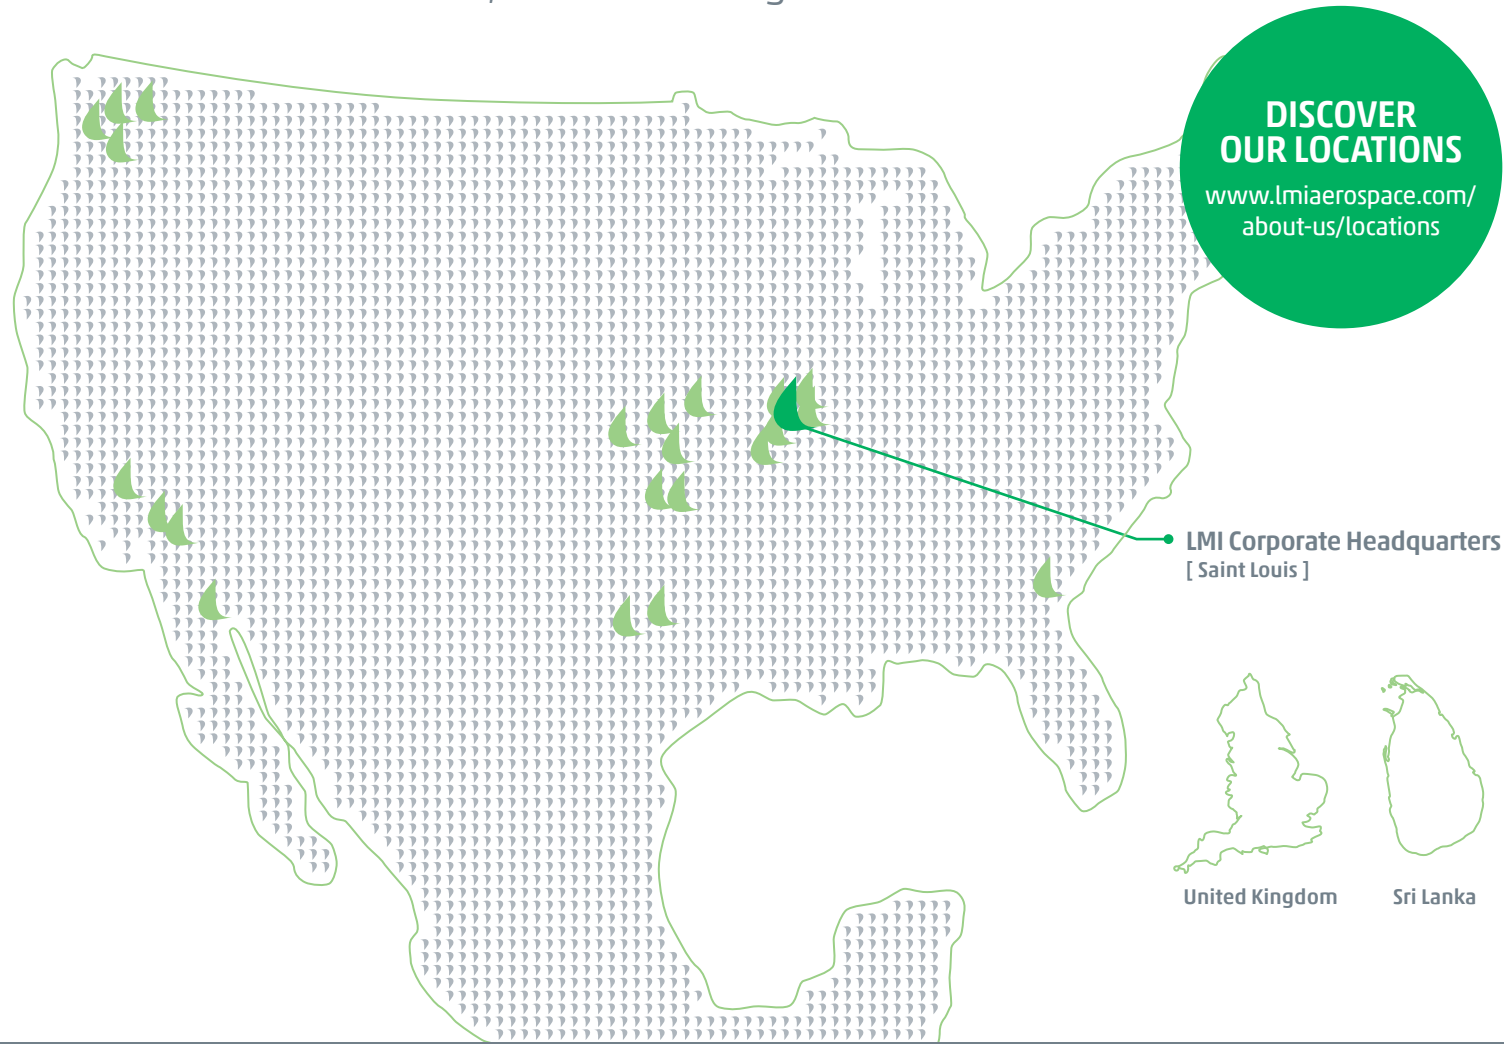 DISCOVER
OUR LOCATIONS
www.lmiaerospace.com/
about-us/locations
LMI Corporate Headquarters
[ Saint Louis ]
United Kingdom
Sri Lanka